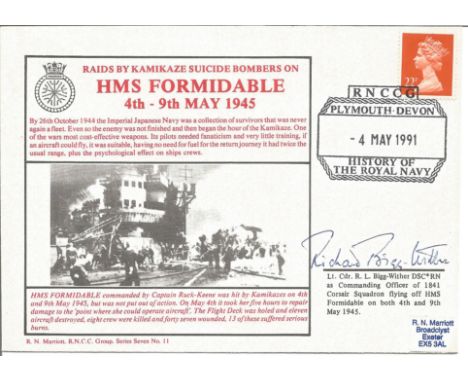 RAIDS BY KAMIKAZE SUICIDE BOMBERS ON
HMS FORMIDABLE
4th - 9th MAY 1945
By 26th October 1944 the Imperial Japanese Navy was a collection of survivors that was never
again a fleet. Even so the enemy was not finished and then began the hour of the Kamikaze. One
of the wars most cost-effective weapons. Its pilots needed fanaticism and very little training, if
an aircraft could fly, it was suitable, having no need for fuel for the return journey it had twice the
usual range, plus the psychological effect on ships crews.
HMS FORMIDABLE commanded by Captain Ruck-Keene was hit by Kamikazes on 4th
and 9th May 1945, but was not put out of action. On May 4th it took her five hours to repair
damage to the 'point where she could operate aircraft'. The Flight Deck was holed and eleven
aircraft destroyed, eight crew were killed and forty seven wounded, 13 of these suffered serious
burns.
R. N. Marriott. R.N.C.C. Group. Series Seven No. 11
22P
RNCCG
PLYMOUTH·DEVON
- 4 MAY 1991
HISTORY OF
THE ROYAL NAVY
Richard Bigg-Wither
Lt. Cdr. R. L. Bigg-Wither DSC*RN
as Commanding Officer of 1841
Corsair Squadron flying off HMS
Formidable on both 4th and 9th
May 1945.
R. N. Marriott
Broadclyst
Exeter
EX5 3AL